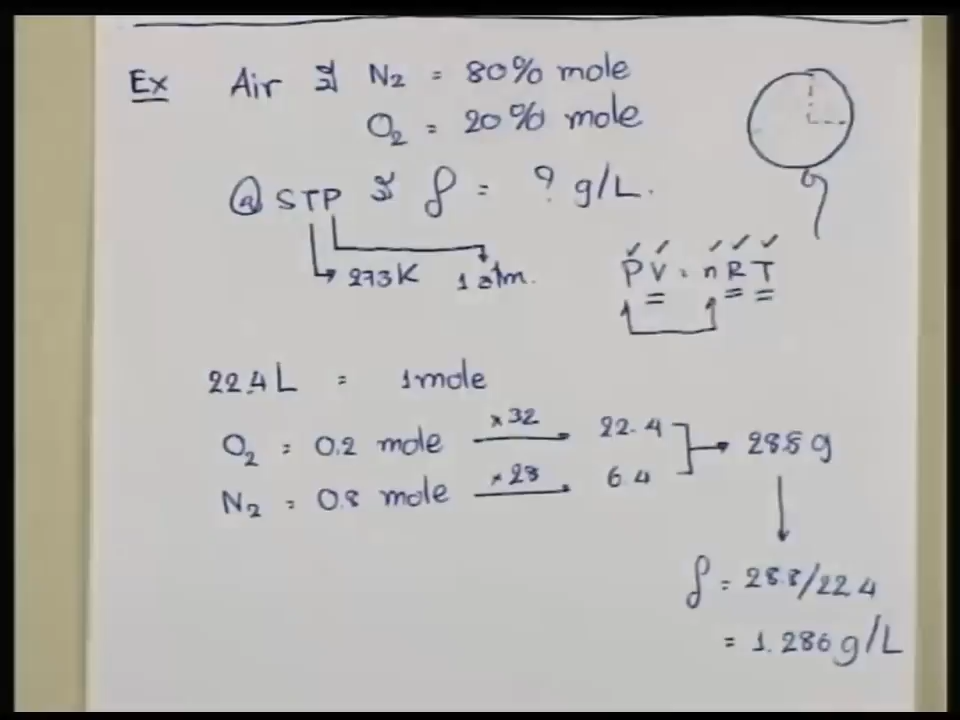 Ex Air มี N2 = 80% mole
O2 = 20% mole
@ STP มี ρ = ? g/L.
273K 1 atm.
PV = nRT
22.4 L = 1 mole
O2 = 0.2 mole ×32 22.4
N2 = 0.8 mole ×28 6.4
28.8 g
ρ = 28.8/22.4
= 1.286 g/L